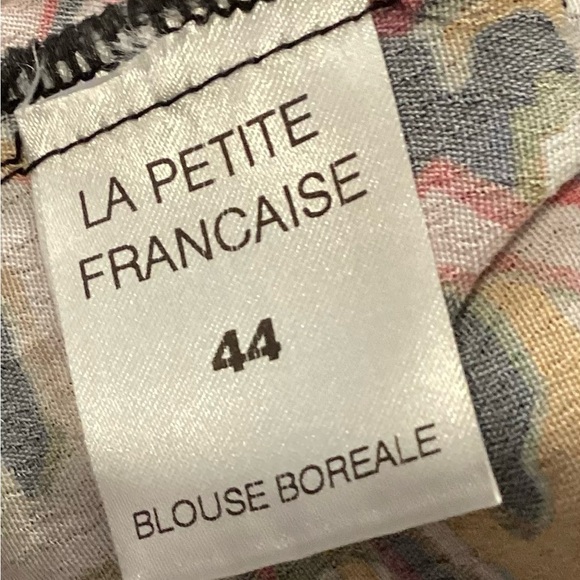 LA PETITE
FRANCAISE
44
BLOUSE BOREALE